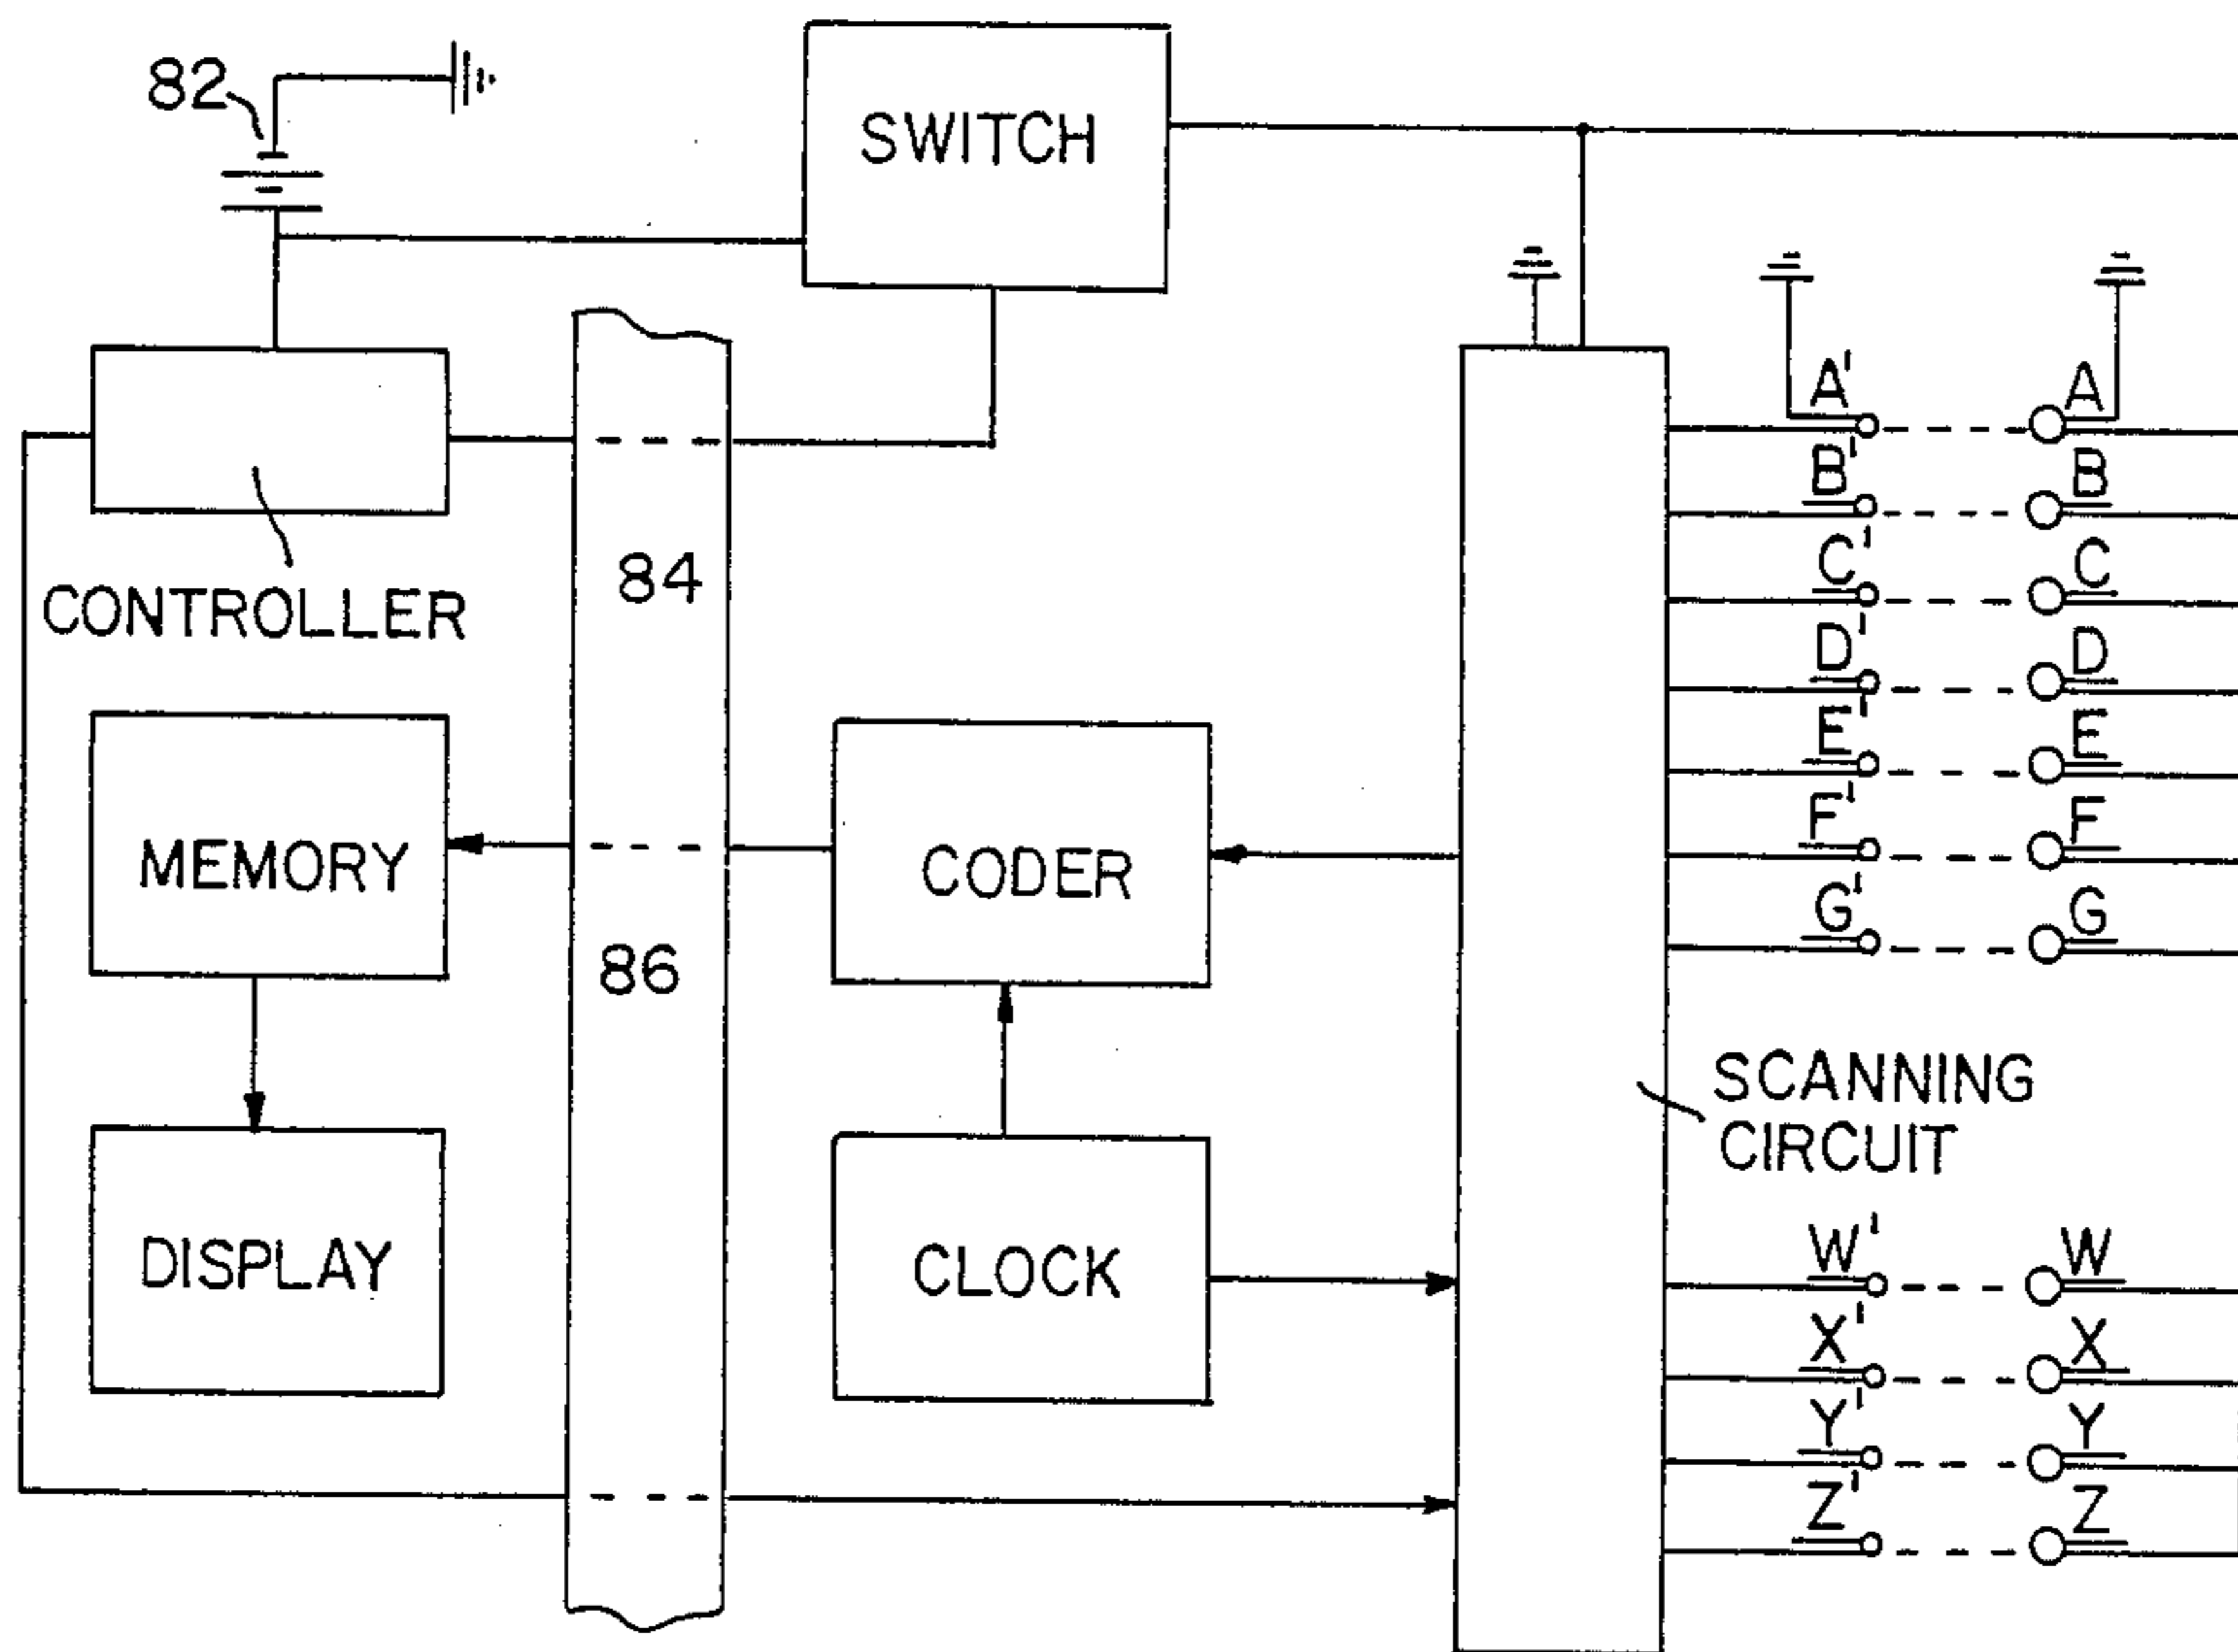 82
SWITCH
A' A
B' B
C' C
D' D
E' E
F' F
G' G
84
CONTROLLER
MEMORY
CODER
86
SCANNING
CIRCUIT
DISPLAY
CLOCK
W' W
X' X
Y' Y
Z' Z